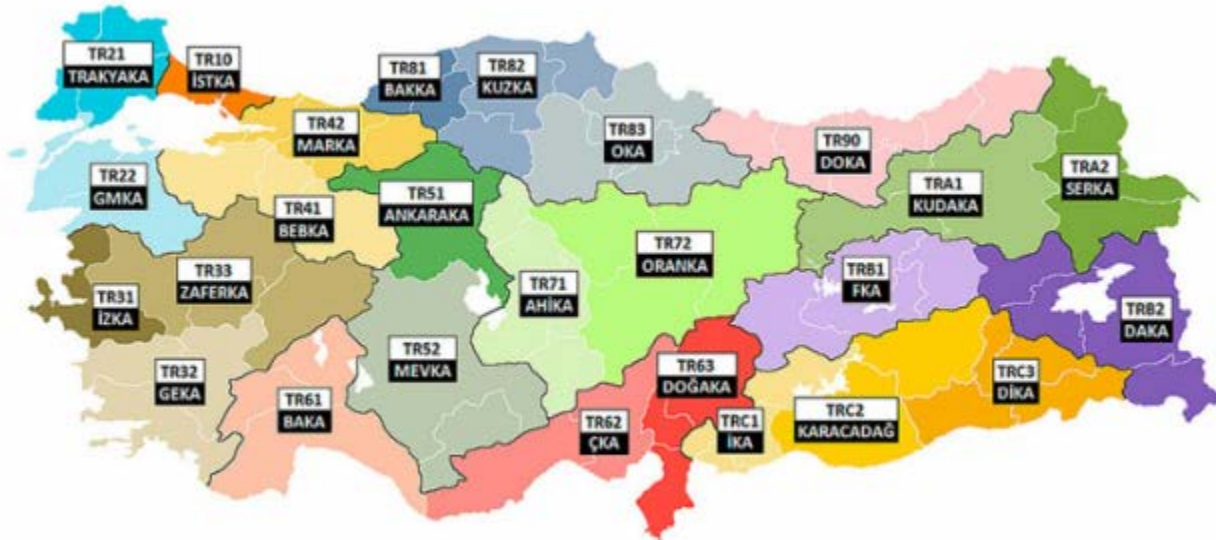 TR21
TRAKYAKA
TR10
İSTKA
TR81
BAKKA
TR82
KUZKA
TR42
MARKA
TR83
OKA
TR90
DOKA
TRA2
SERKA
TR22
GMKA
TR41
BEBKA
TR51
ANKARAKA
TRA1
KUDAKA
TR72
ORANKA
TR33
ZAFERKA
TR71
AHİKA
TRB1
FKA
TR31
İZKA
TRB2
DAKA
TR32
GEKA
TR52
MEVKA
TR63
DOĞAKA
TRC3
DİKA
TR61
BAKA
TR62
ÇKA
TRC1
İKA
TRC2
KARACADAĞ